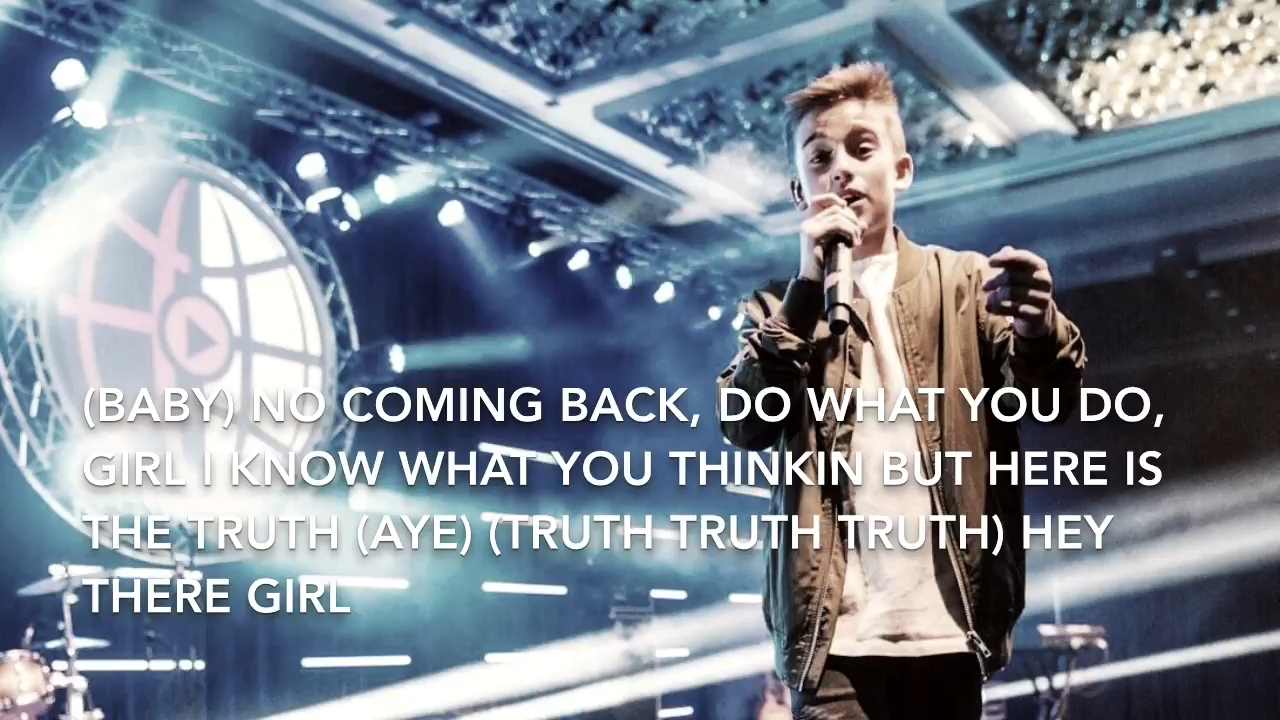 (BABY) NO COMING BACK, DO WHAT YOU DO,
GIRL I KNOW WHAT YOU THINKIN BUT HERE IS
THE TRUTH (AYE) (TRUTH TRUTH TRUTH) HEY
THERE GIRL